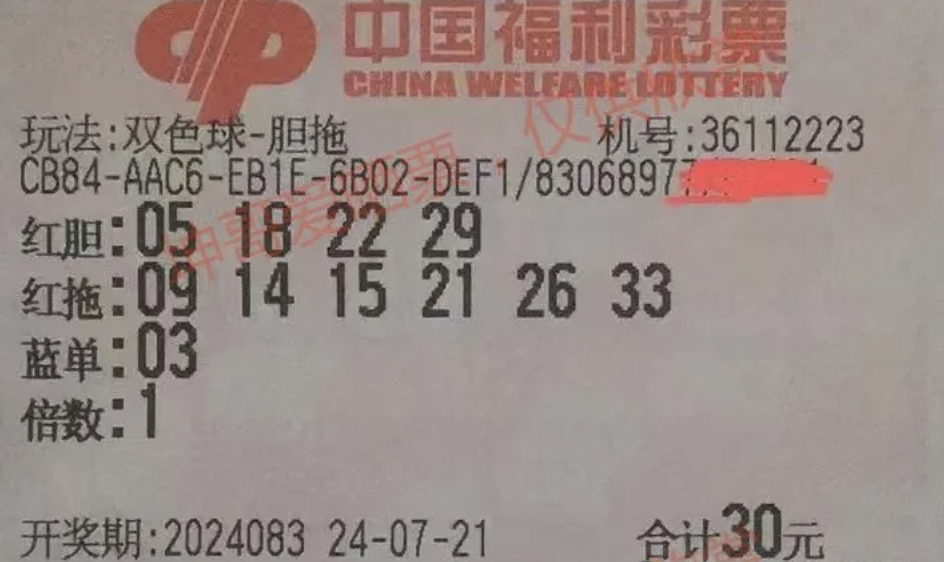 中国福利彩票
CHINA WELFARE LOTTERY
玩法:双色球-胆拖 机号:36112223
CB84-AAC6-EB1E-6B02-DEF1/83068977
红胆:05 18 22 29
红拖:09 14 15 21 26 33
蓝单:03
倍数:1
开奖期:2024083 24-07-21 合计30元